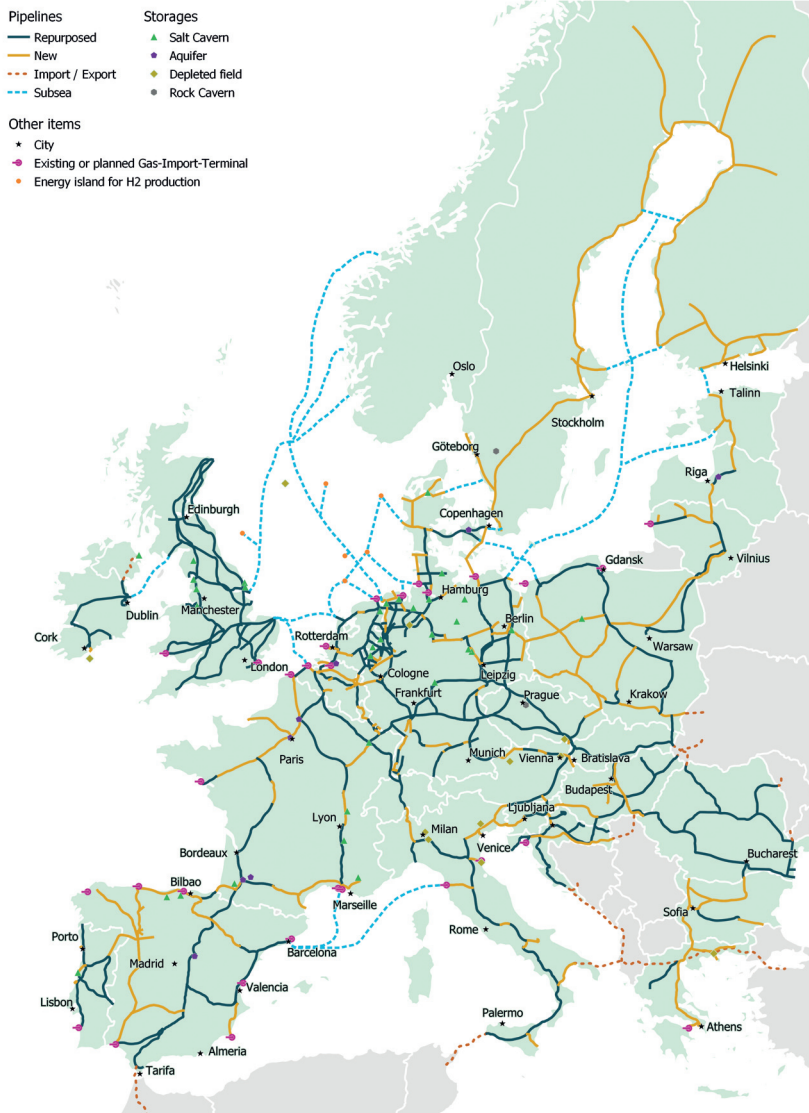 Pipelines
Repurposed
New
Import / Export
Subsea
Storages
Salt Cavern
Aquifer
Depleted field
Rock Cavern
Other items
City
Existing or planned Gas-Import-Terminal
Energy island for H2 production
Oslo
Helsinki
Talinn
Stockholm
Göteborg
Riga
Edinburgh
Copenhagen
Vilnius
Gdansk
Hamburg
Manchester
Dublin
Berlin
Cork
Rotterdam
Warsaw
London
Cologne
Leipzig
Frankfurt
Prague
Krakow
Paris
Munich
Vienna
Bratislava
Budapest
Ljubljana
Lyon
Milan
Venice
Bordeaux
Bucharest
Bilbao
Marseille
Sofia
Rome
Porto
Barcelona
Madrid
Valencia
Lisbon
Palermo
Athens
Almeria
Tarifa